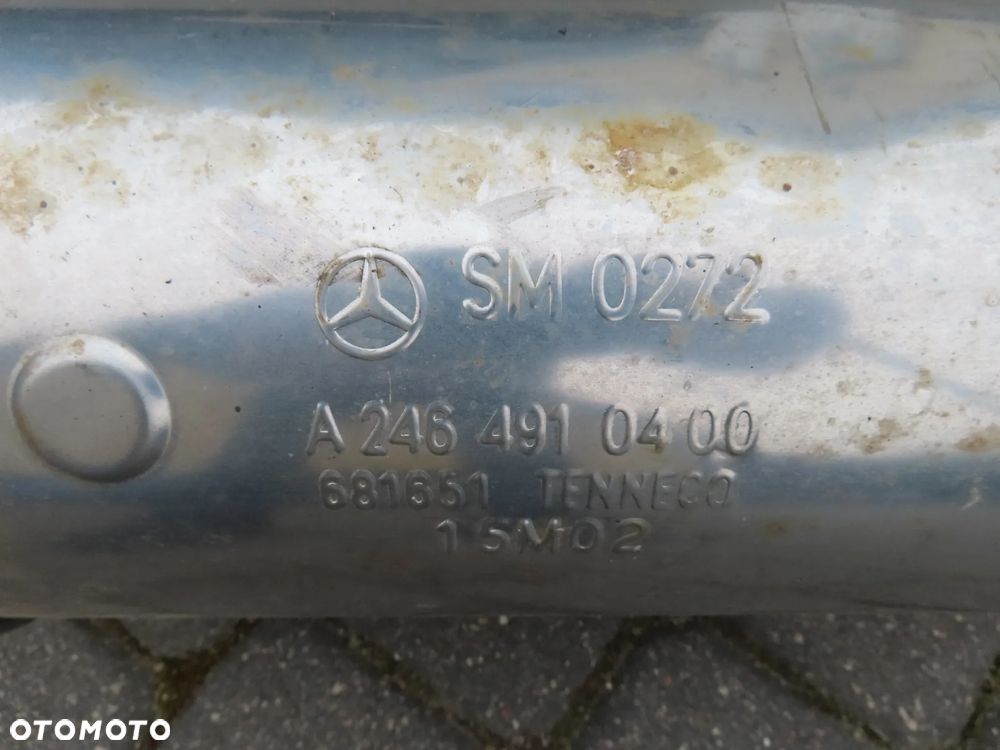 SM 0272
A 246 491 04 00
681651 TENNECO
15M02
OTOMOTO